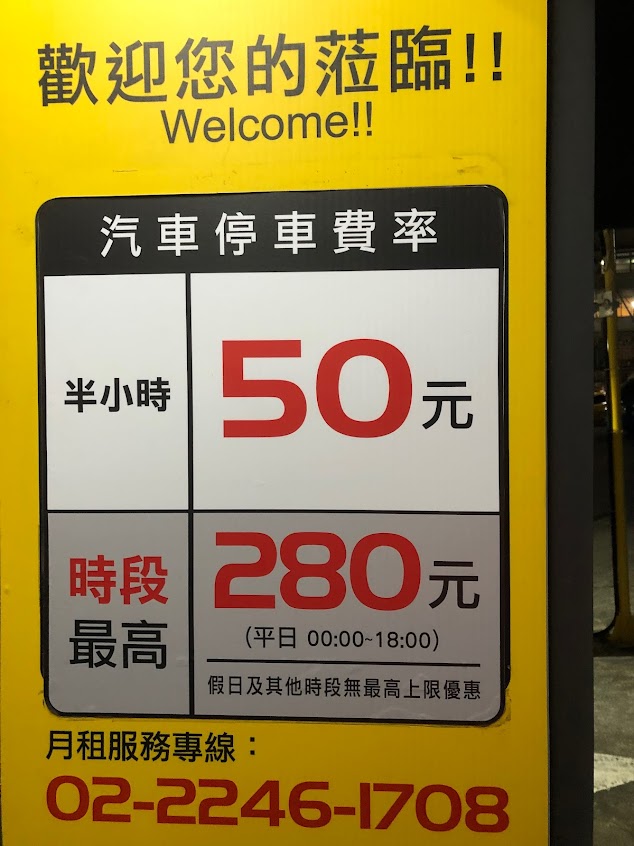 歡迎您的蒞臨!!
Welcome!!
汽車停車費率
半小時
50元
時段
最高
280元
(平日 00:00~18:00)
假日及其他時段無最高上限優惠
月租服務專線：
02-2246-1708